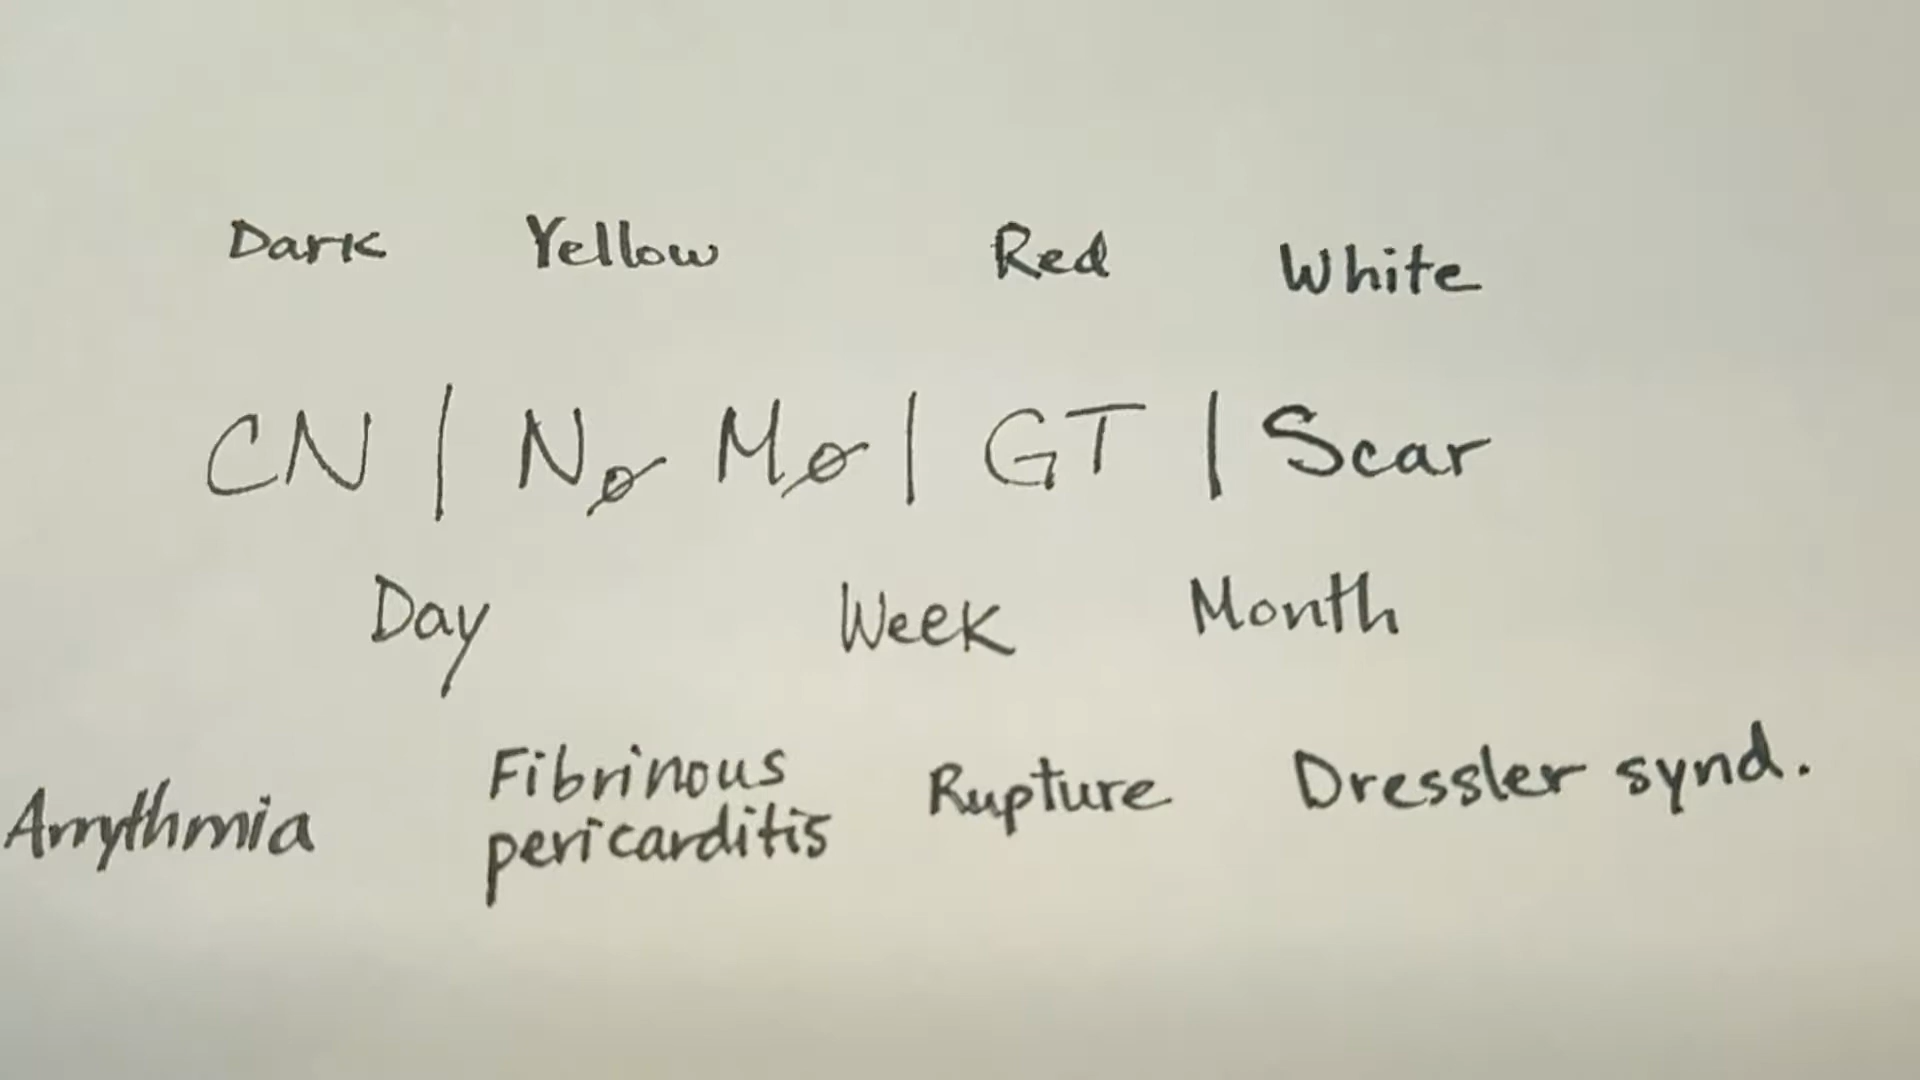 Dark Yellow Red White
CN | Nø Mø | GT | Scar
Day Week Month
Arrythmia Fibrinous pericarditis Rupture Dressler synd.